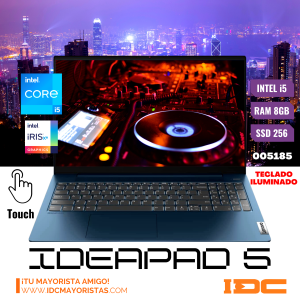 intel
CORE
i5
intel
iRIS xe
GRAPHICS
INTEL i5
RAM 8GB
SSD 256
005185
TECLADO
ILUMINADO
Touch
IDEAPAD 5
¡TU MAYORISTA AMIGO!
WWW.IDCMAYORISTAS.COM
IDC